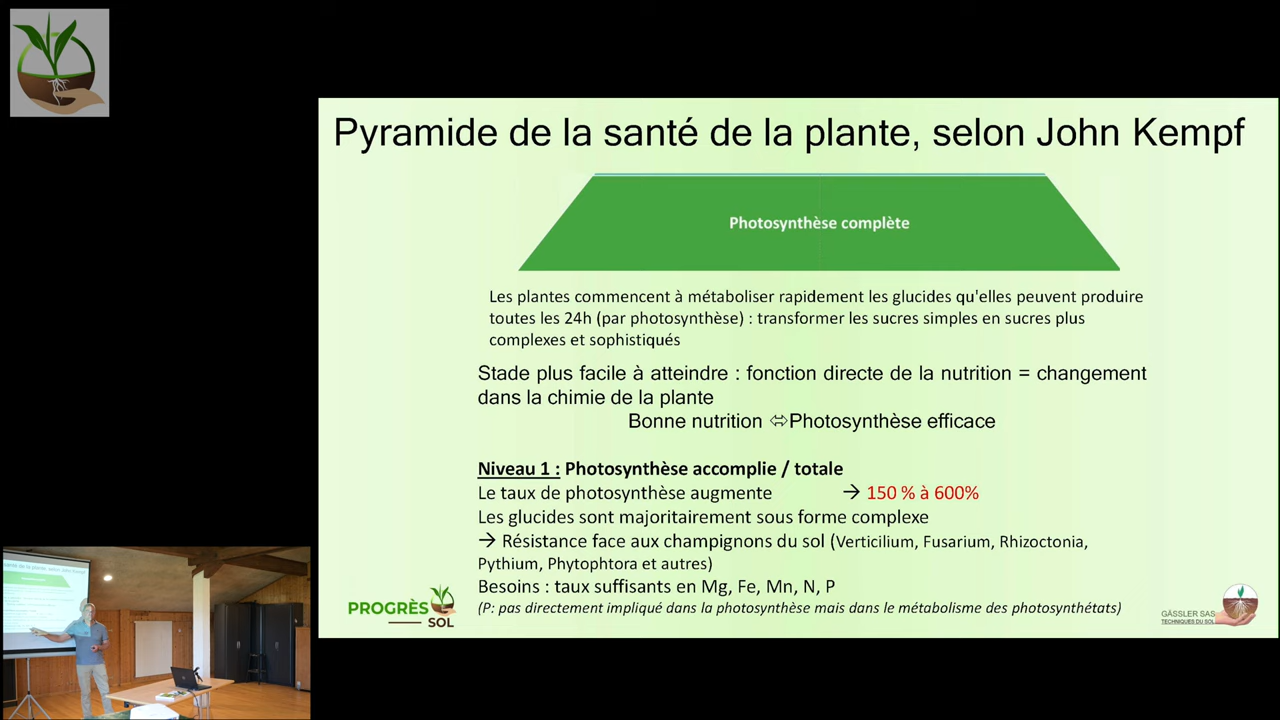 Pyramide de la santé de la plante, selon John Kempf
Photosynthèse complète
Les plantes commencent à métaboliser rapidement les glucides qu'elles peuvent produire
toutes les 24h (par photosynthèse) : transformer les sucres simples en sucres plus
complexes et sophistiqués
Stade plus facile à atteindre : fonction directe de la nutrition = changement
dans la chimie de la plante
Bonne nutrition ⬄Photosynthèse efficace
Niveau 1 : Photosynthèse accomplie / totale
Le taux de photosynthèse augmente → 150 % à 600%
Les glucides sont majoritairement sous forme complexe
→ Résistance face aux champignons du sol (Verticilium, Fusarium, Rhizoctonia,
Pythium, Phytophtora et autres)
Besoins : taux suffisants en Mg, Fe, Mn, N, P
(P: pas directement impliqué dans la photosynthèse mais dans le métabolisme des photosynthétats)
PROGRÈS
SOL
GÄSSLER SAS
TECHNIQUES DU SOL